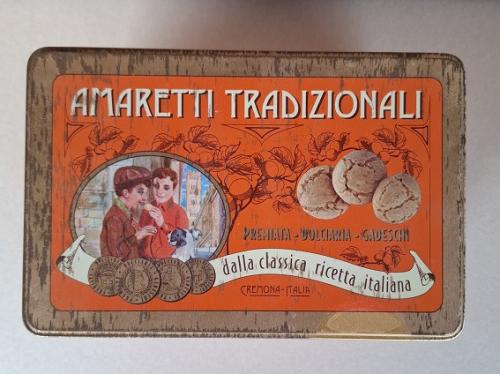 AMARETTI TRADIZIONALI
PREMIATA - DOLCIARIA - GADESCHI
dalla classica ricetta italiana
CREMONA - ITALIA